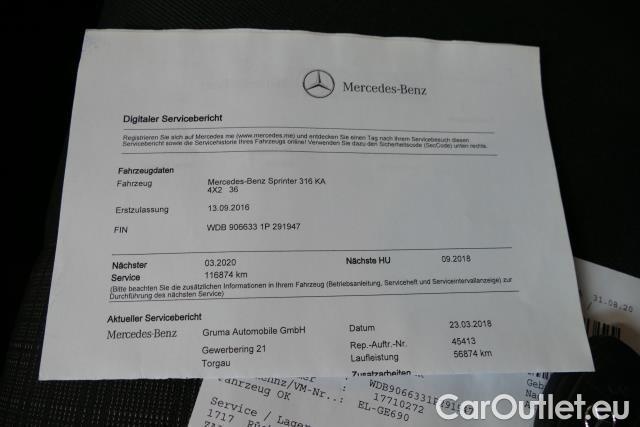 Mercedes-Benz
Digitaler Servicebericht
Registrieren Sie sich auf Mercedes me (www.mercedes.me) und entdecken Sie einen Tag nach Ihrem Servicebesuch diesen
Servicebericht sowie die Servicehistorie Ihres Fahrzeugs online! Verwenden Sie dazu den Sicherheitscode (SecCode) unten rechts.
Fahrzeugdaten
Fahrzeug Mercedes-Benz Sprinter 316 KA
4X2 36
Erstzulassung 13.09.2016
FIN WDB 906633 1P 291947
Nächster 03.2020 Nächste HU 09.2018
Service 116874 km
(Bitte beachten Sie die zusätzlichen Informationen in Ihrem Fahrzeug (Betriebsanleitung, Serviceheft und Serviceintervallanzeige) zur
Durchführung des nächsten Service)
Aktueller Servicebericht
Mercedes-Benz Gruma Automobile GmbH Datum 23.03.2018
Gewerbering 21 Rep.-Auftr.-Nr. 45413
Torgau Laufleistung 56874 km
Zusatzarbeiten
31.08.20
WDB9066331P291947
/VM-Nr..: 17710272
Fahrzeug OK EL-GE690
Service / Lager
1717
CarOutlet.eu